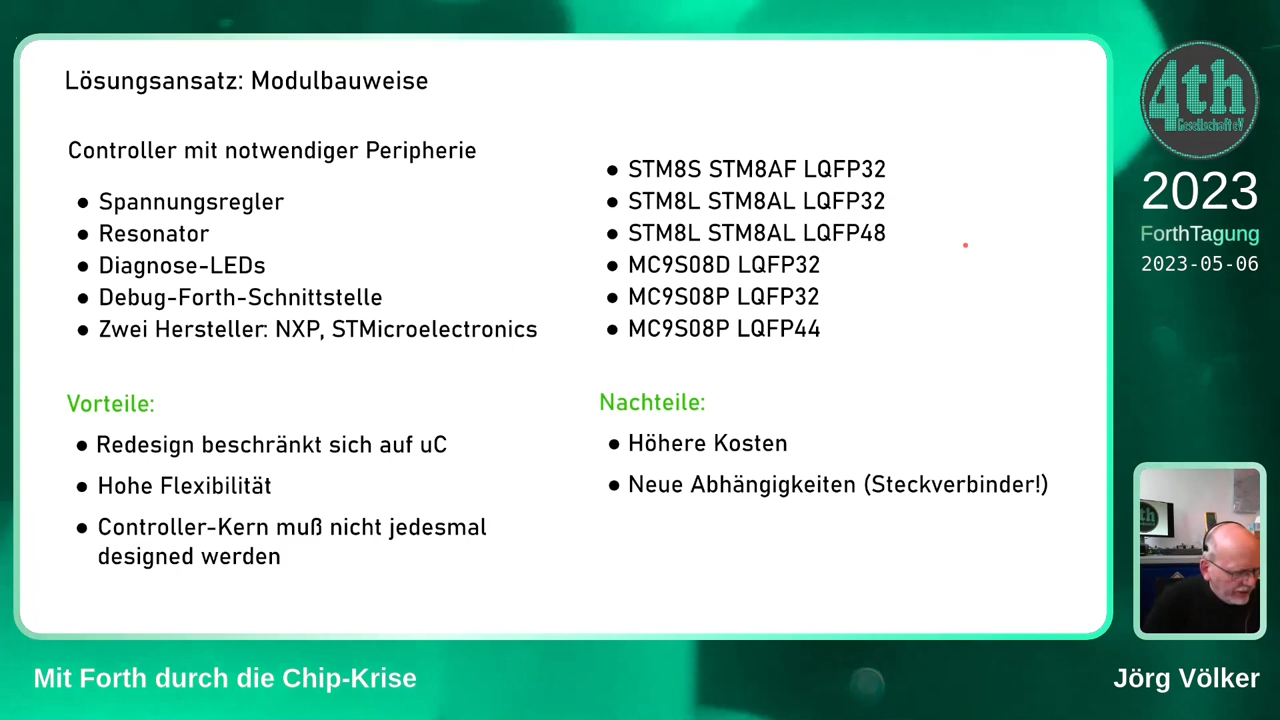 Lösungsansatz: Modulbauweise
Controller mit notwendiger Peripherie
● Spannungsregler
● Resonator
● Diagnose-LEDs
● Debug-Forth-Schnittstelle
● Zwei Hersteller: NXP, STMicroelectronics
● STM8S STM8AF LQFP32
● STM8L STM8AL LQFP32
● STM8L STM8AL LQFP48
● MC9S08D LQFP32
● MC9S08P LQFP32
● MC9S08P LQFP44
Vorteile:
● Redesign beschränkt sich auf uC
● Hohe Flexibilität
● Controller-Kern muß nicht jedesmal
designed werden
Nachteile:
● Höhere Kosten
● Neue Abhängigkeiten (Steckverbinder!)
4th
Gesellschaft eV
2023
ForthTagung
2023-05-06
4th
Mit Forth durch die Chip-Krise
Jörg Völker